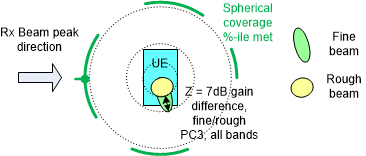 Rx Beam peak
direction
Spherical
coverage
%-ile met
UE
Z = 7dB gain
difference,
fine/rough
PC3, all bands
Fine
beam
Rough
beam